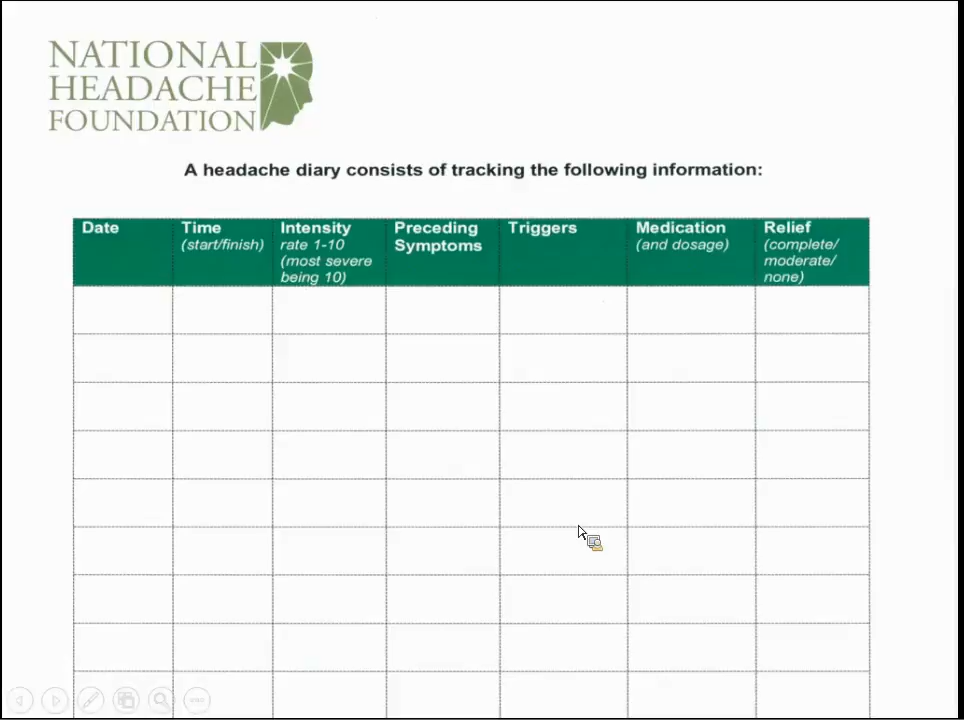 NATIONAL
HEADACHE
FOUNDATION
A headache diary consists of tracking the following information:
Date
Time
(start/finish)
Intensity
rate 1-10
(most severe
being 10)
Preceding
Symptoms
Triggers
Medication
(and dosage)
Relief
(complete/
moderate/
none)